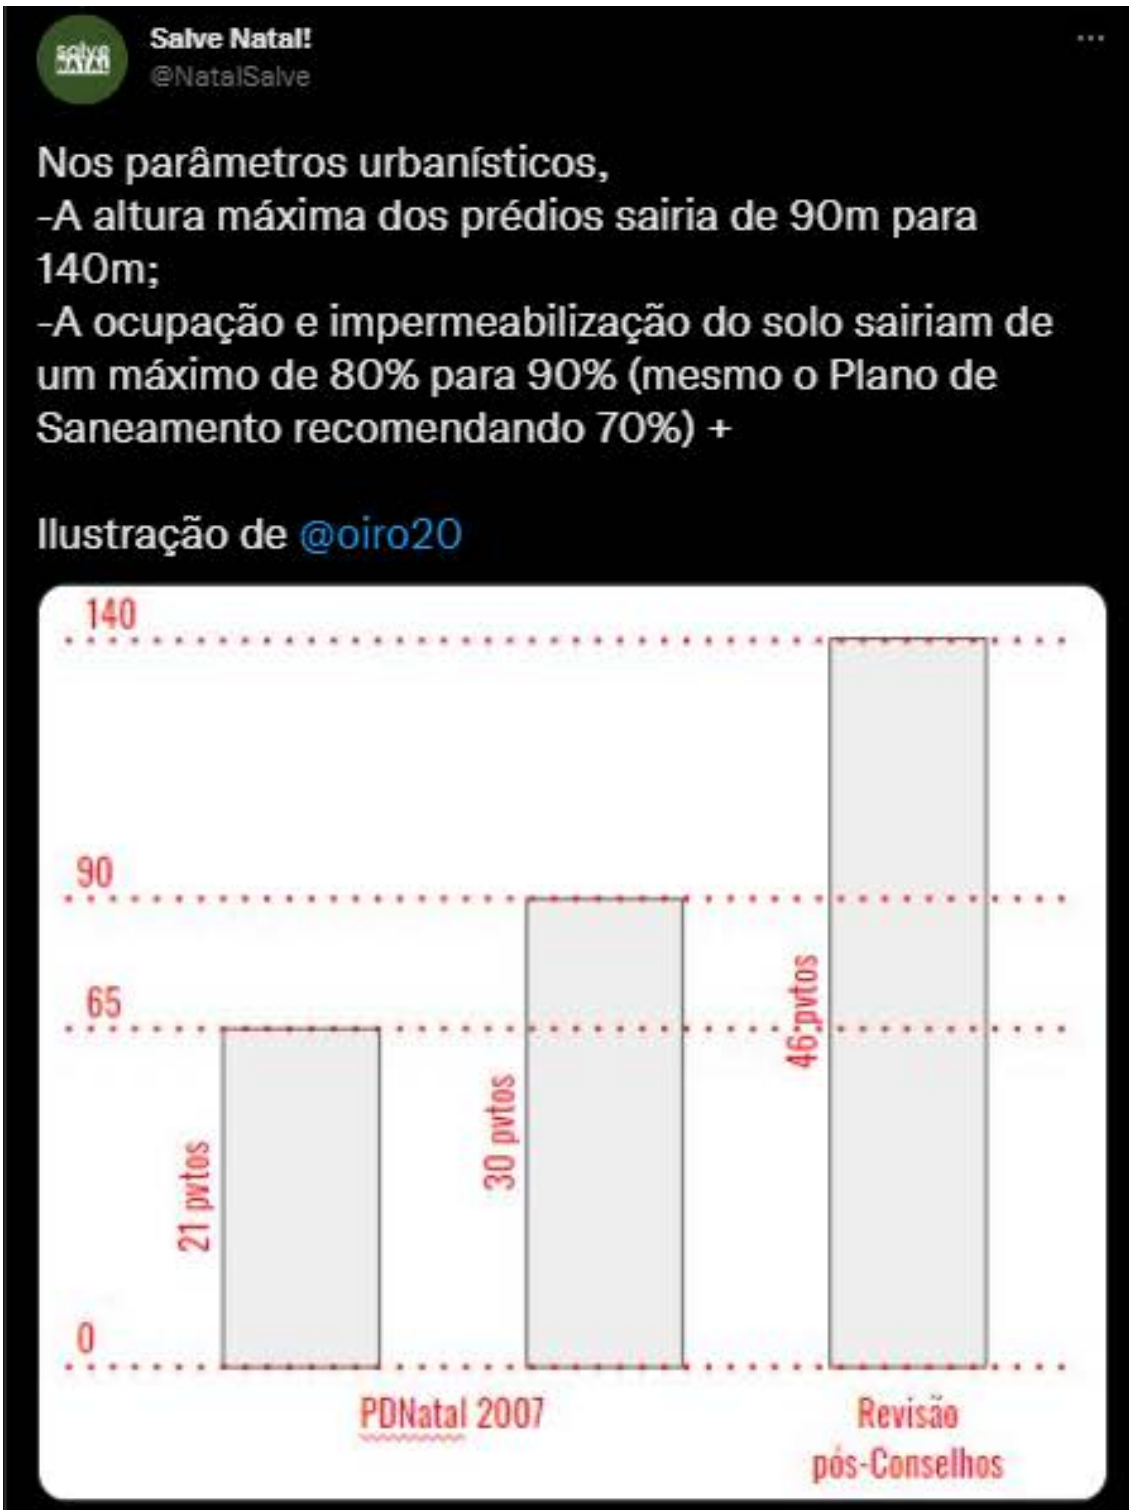 salve
NATAL
Salve Natal!
@NatalSalve
...
Nos parâmetros urbanísticos,
-A altura máxima dos prédios sairia de 90m para
140m;
-A ocupação e impermeabilização do solo sairiam de
um máximo de 80% para 90% (mesmo o Plano de
Saneamento recomendando 70%) +
Ilustração de @oiro20
140
90
65
0
21 pvtos
30 pvtos
46 pvtos
PDNatal 2007
Revisão
pós-Conselhos